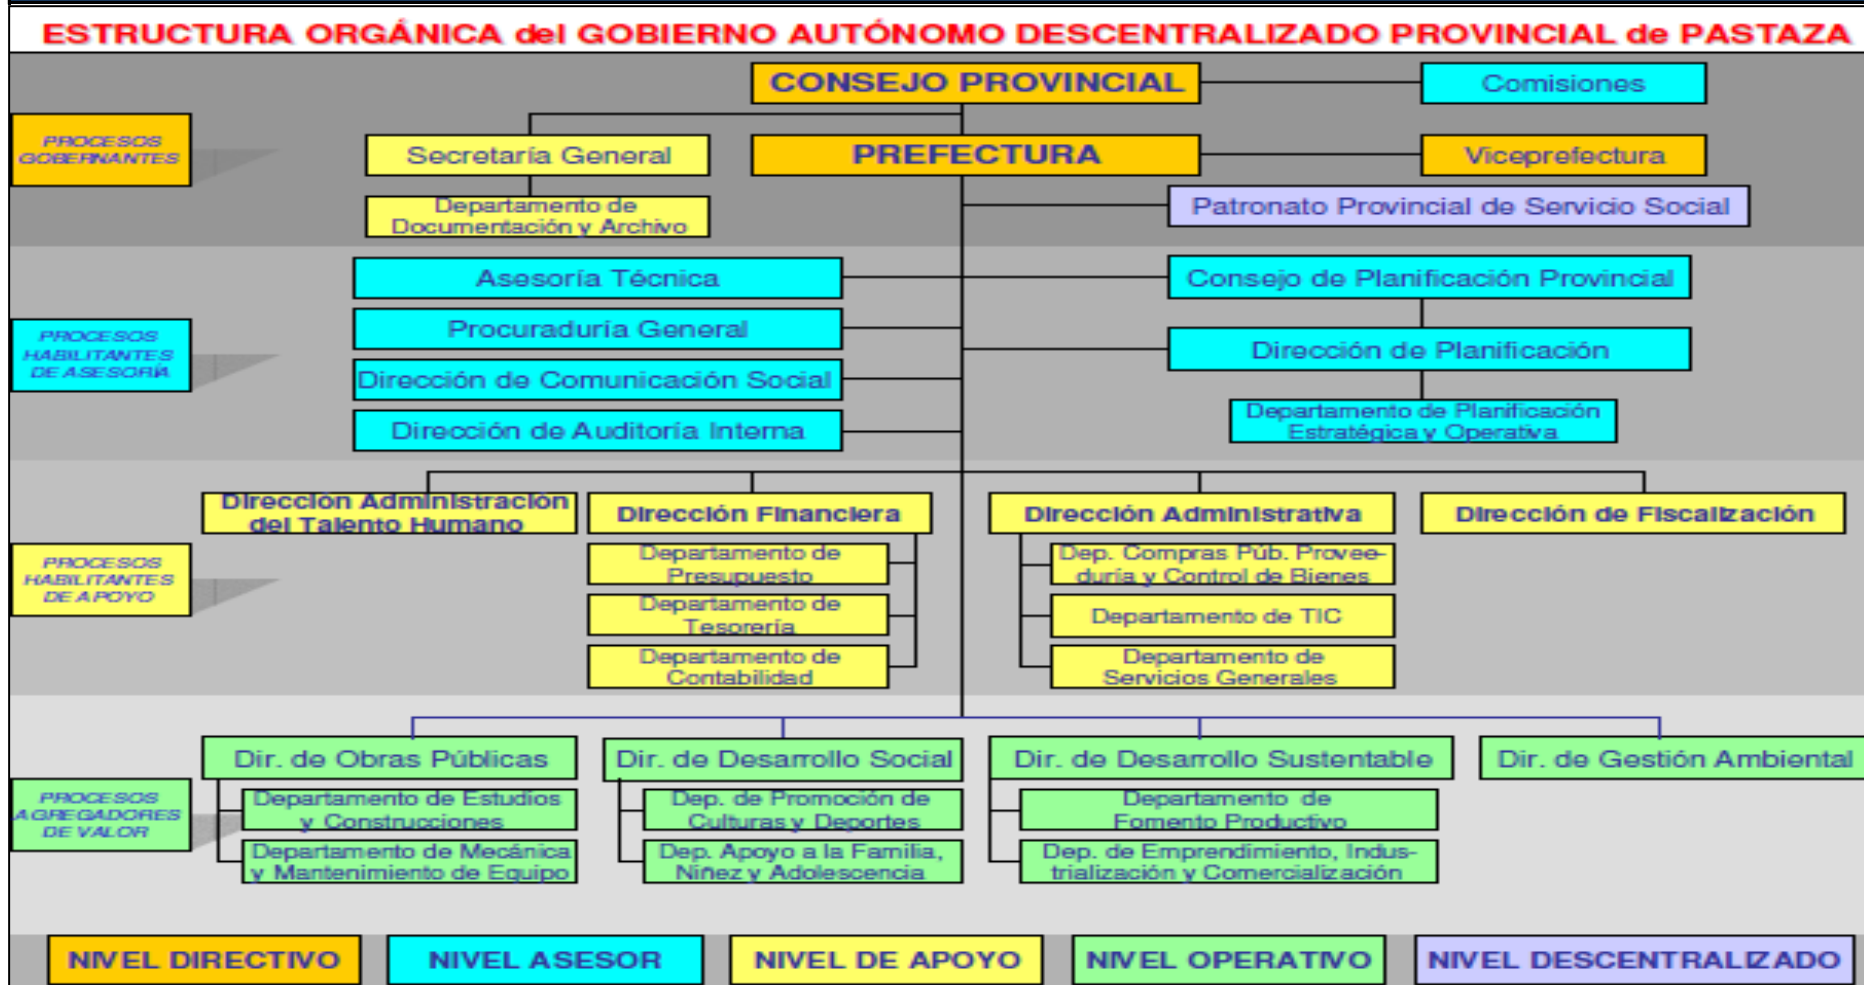 ESTRUCTURA ORGÁNICA del GOBIERNO AUTÓNOMO DESCENTRALIZADO PROVINCIAL de PASTAZA
CONSEJO PROVINCIAL
Comisiones
PROCESOS
GOBERNANTES
Secretaría General
PREFECTURA
Viceprefectura
Departamento de
Documentación y Archivo
Patronato Provincial de Servicio Social
Asesoría Técnica
Consejo de Planificación Provincial
PROCESOS
HABILITANTES
DE ASESORÍA
Procuraduría General
Dirección de Planificación
Dirección de Comunicación Social
Departamento de Planificación
Estratégica y Operativa
Dirección de Auditoría Interna
Dirección Administración
del Talento Humano
Dirección Financiera
Dirección Administrativa
Dirección de Fiscalización
PROCESOS
HABILITANTES
DE APOYO
Departamento de
Presupuesto
Dep. Compras Púb. Provee-
duría y Control de Bienes
Departamento de
Tesorería
Departamento de TIC
Departamento de
Contabilidad
Departamento de
Servicios Generales
Dir. de Obras Públicas
Dir. de Desarrollo Social
Dir. de Desarrollo Sustentable
Dir. de Gestión Ambiental
PROCESOS
AGREGADORES
DE VALOR
Departamento de Estudios
y Construcciones
Dep. de Promoción de
Culturas y Deportes
Departamento de
Fomento Productivo
Departamento de Mecánica
y Mantenimiento de Equipo
Dep. Apoyo a la Familia,
Niñez y Adolescencia
Dep. de Emprendimiento, Indus-
trialización y Comercialización
NIVEL DIRECTIVO
NIVEL ASESOR
NIVEL DE APOYO
NIVEL OPERATIVO
NIVEL DESCENTRALIZADO